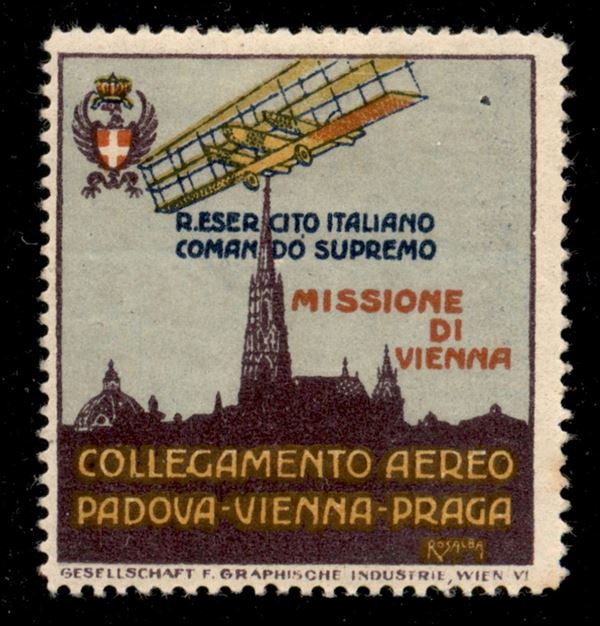 R.ESERCITO ITALIANO
COMANDO SUPREMO
MISSIONE
DI
VIENNA
COLLEGAMENTO AEREO
PADOVA-VIENNA-PRAGA
ROSALBA
GESELLSCHAFT F. GRAPHISCHE INDUSTRIE, WIEN VI